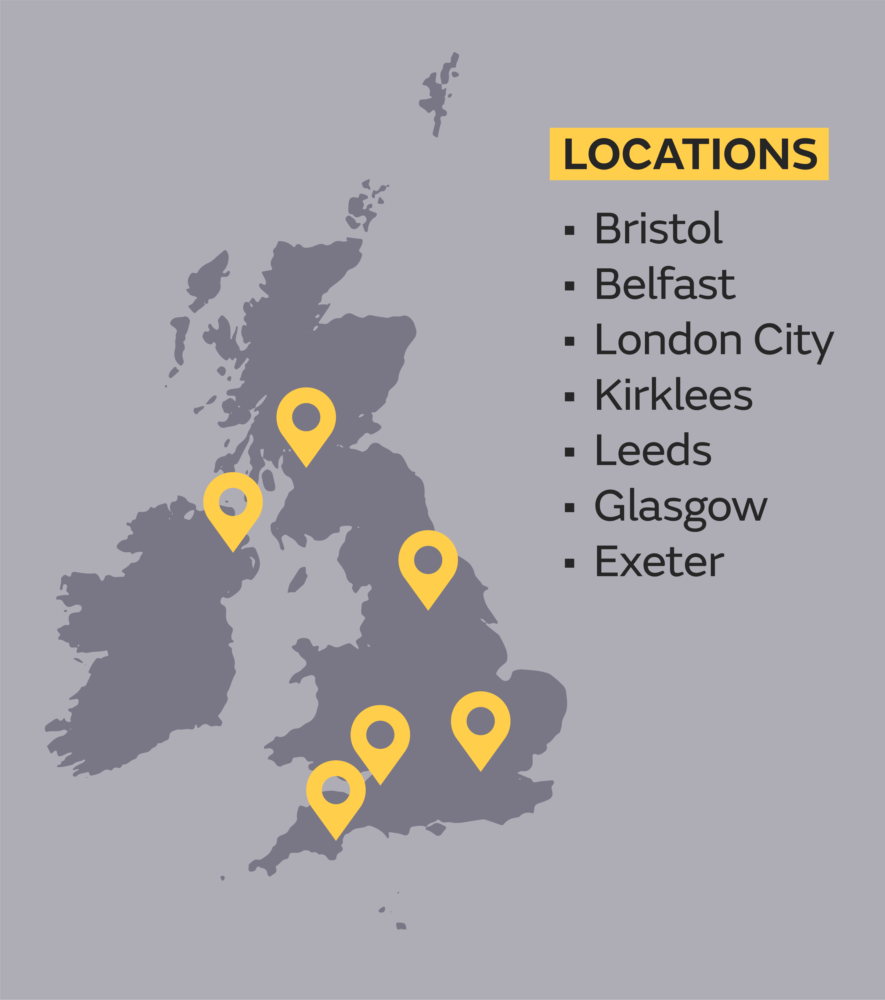 LOCATIONS
▪ Bristol
▪ Belfast
▪ London City
▪ Kirklees
▪ Leeds
▪ Glasgow
▪ Exeter